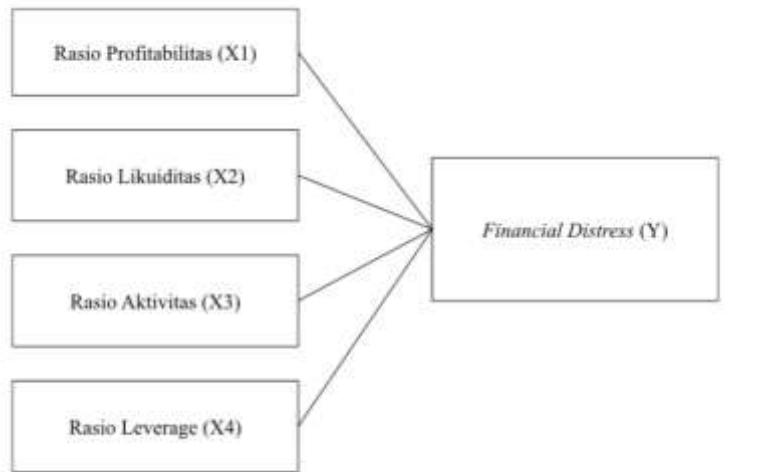 Rasio Profitabilitas (X1)
Rasio Likuiditas (X2)
Financial Distress (Y)
Rasio Aktivitas (X3)
Rasio Leverage (X4)